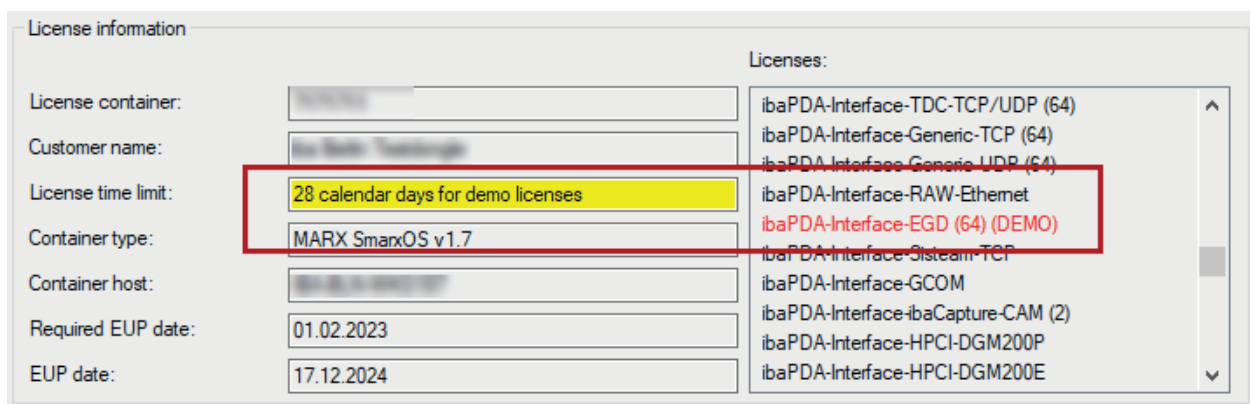 License information
Licenses:
License container:
Customer name:
License time limit: 28 calendar days for demo licenses
Container type: MARX SmarxOS v1.7
Container host:
Required EUP date: 01.02.2023
EUP date: 17.12.2024
ibaPDA-Interface-TDC-TCP/UDP (64)
ibaPDA-Interface-Generic-TCP (64)
ibaPDA-Interface-Generic-UDP (64)
ibaPDA-Interface-RAW-Ethernet
ibaPDA-Interface-EGD (64) (DEMO)
ibaPDA-Interface-Sisteam-TCP
ibaPDA-Interface-GCOM
ibaPDA-Interface-ibaCapture-CAM (2)
ibaPDA-Interface-HPCI-DGM200P
ibaPDA-Interface-HPCI-DGM200E